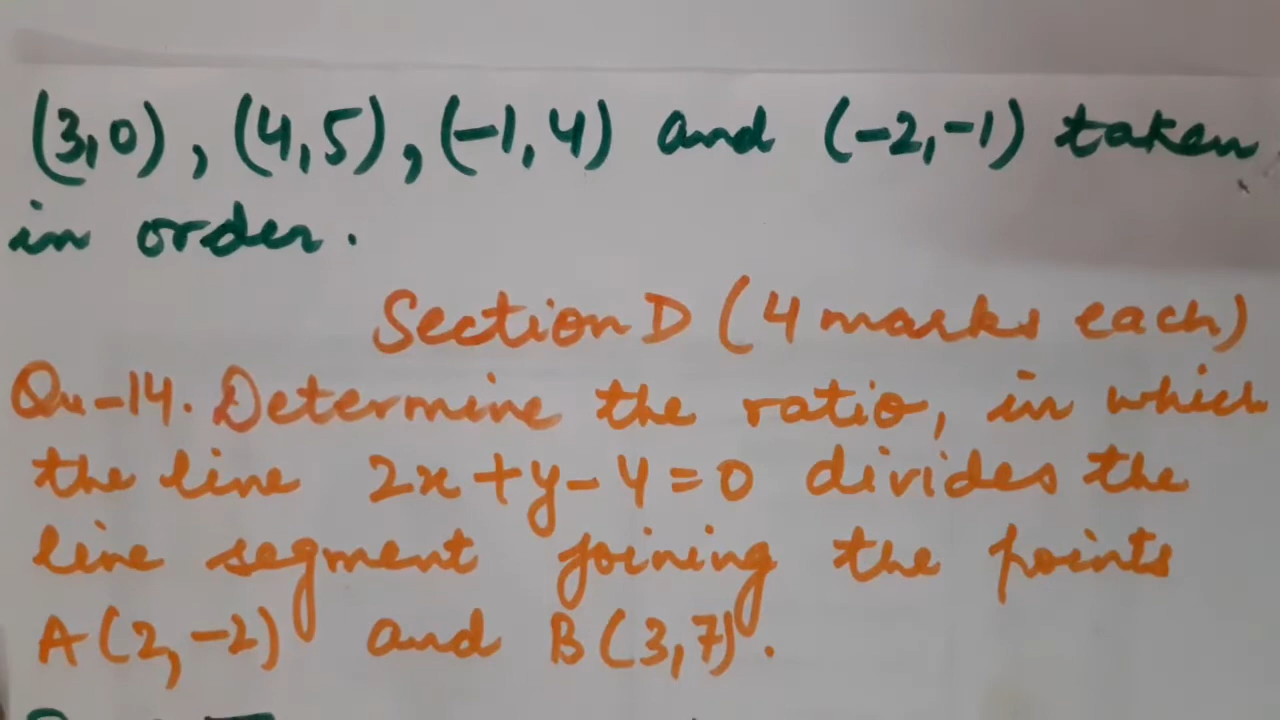 (3,0), (4,5), (-1,4) and (-2,-1) taken
in order.
Section D (4 marks each)
Qu-14. Determine the ratio, in which
the line 2x+y-4=0 divides the
line segment joining the points
A(2,-2) and B(3,7).